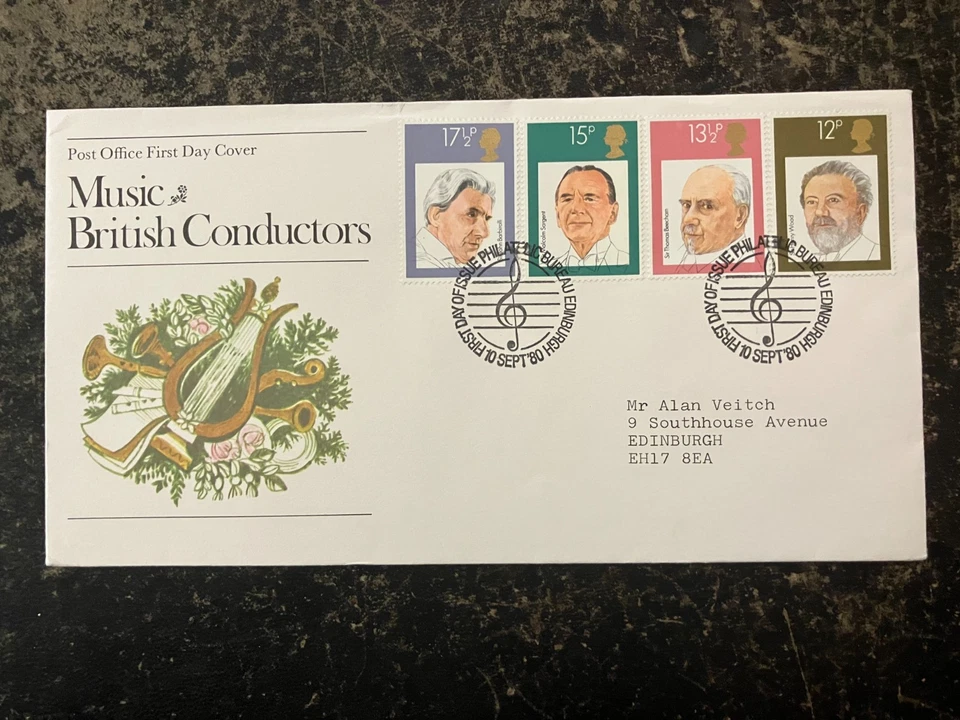 Post Office First Day Cover
Music
British Conductors
17½P
15P
13½P
12P
Sargent
Sir Thomas Beecham
Wood
FIRST DAY OF ISSUE PHILATELIC BUREAU EDINBURGH
10 SEPT'80
FIRST DAY OF ISSUE PHILATELIC BUREAU EDINBURGH
10 SEPT'80
Mr Alan Veitch
9 Southhouse Avenue
EDINBURGH
EH17 8EA